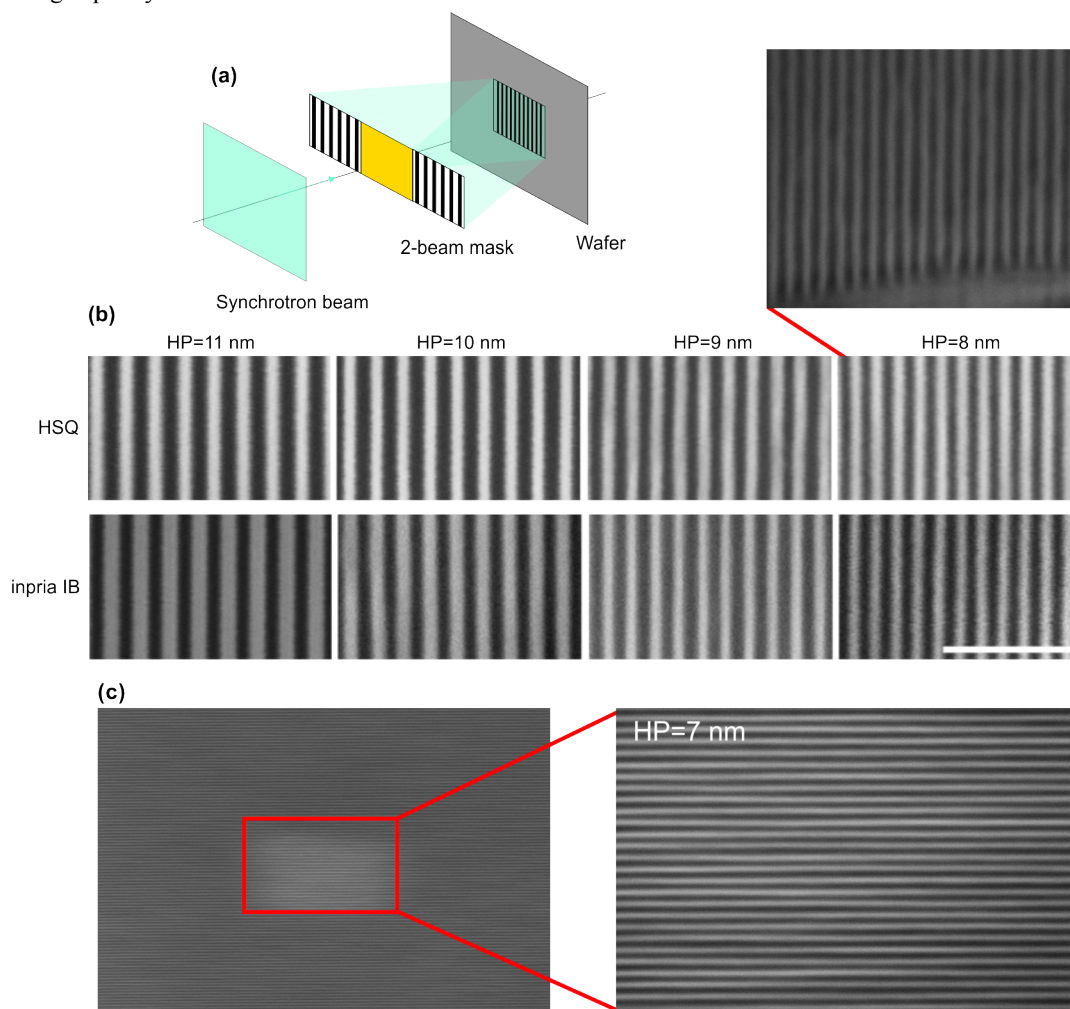 (a)
2-beam mask
Wafer
Synchrotron beam
(b)
HP=11 nm HP=10 nm HP=9 nm HP=8 nm
HSQ
inpria IB
(c)
HP=7 nm